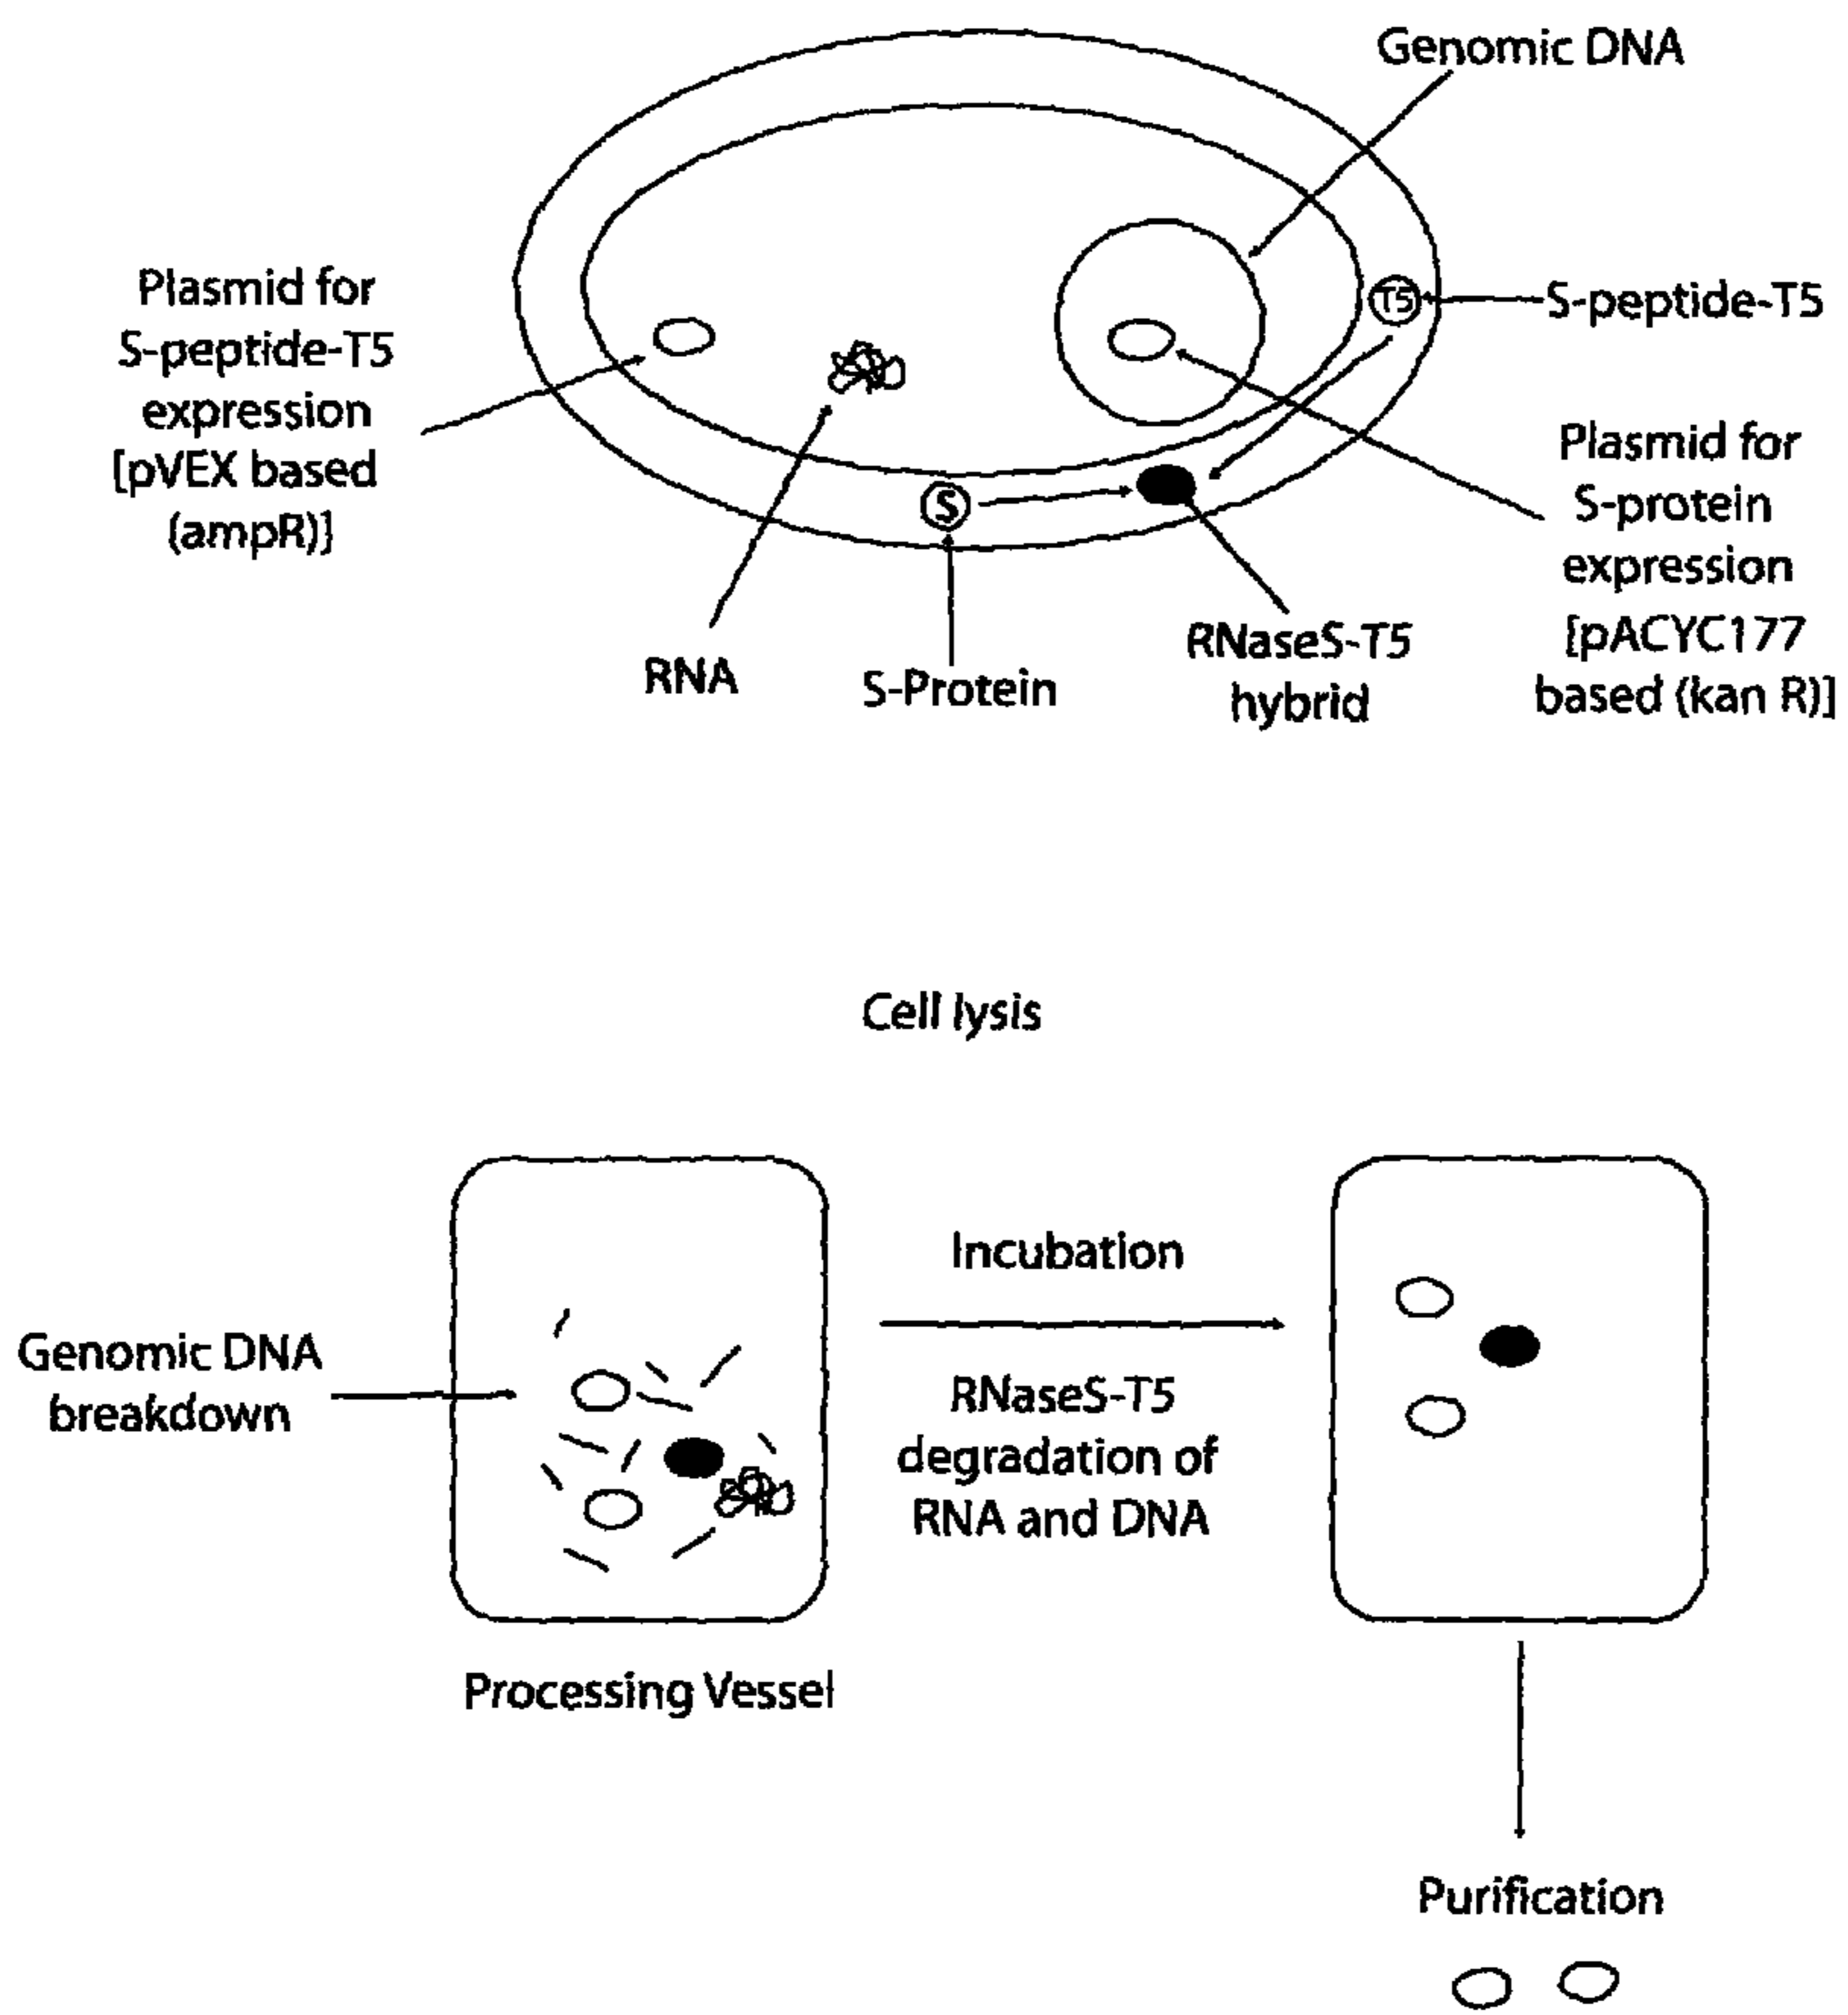 Genomic DNA
Plasmid for
S-peptide-T5
expression
[pVEX based
(ampR)]
T5
S-peptide-T5
Plasmid for
S-protein
expression
[pACYC177
based (kan R)]
S
RNA
S-Protein
RNaseS-T5
hybrid
Cell lysis
Genomic DNA
breakdown
Incubation
RNaseS-T5
degradation of
RNA and DNA
Processing Vessel
Purification